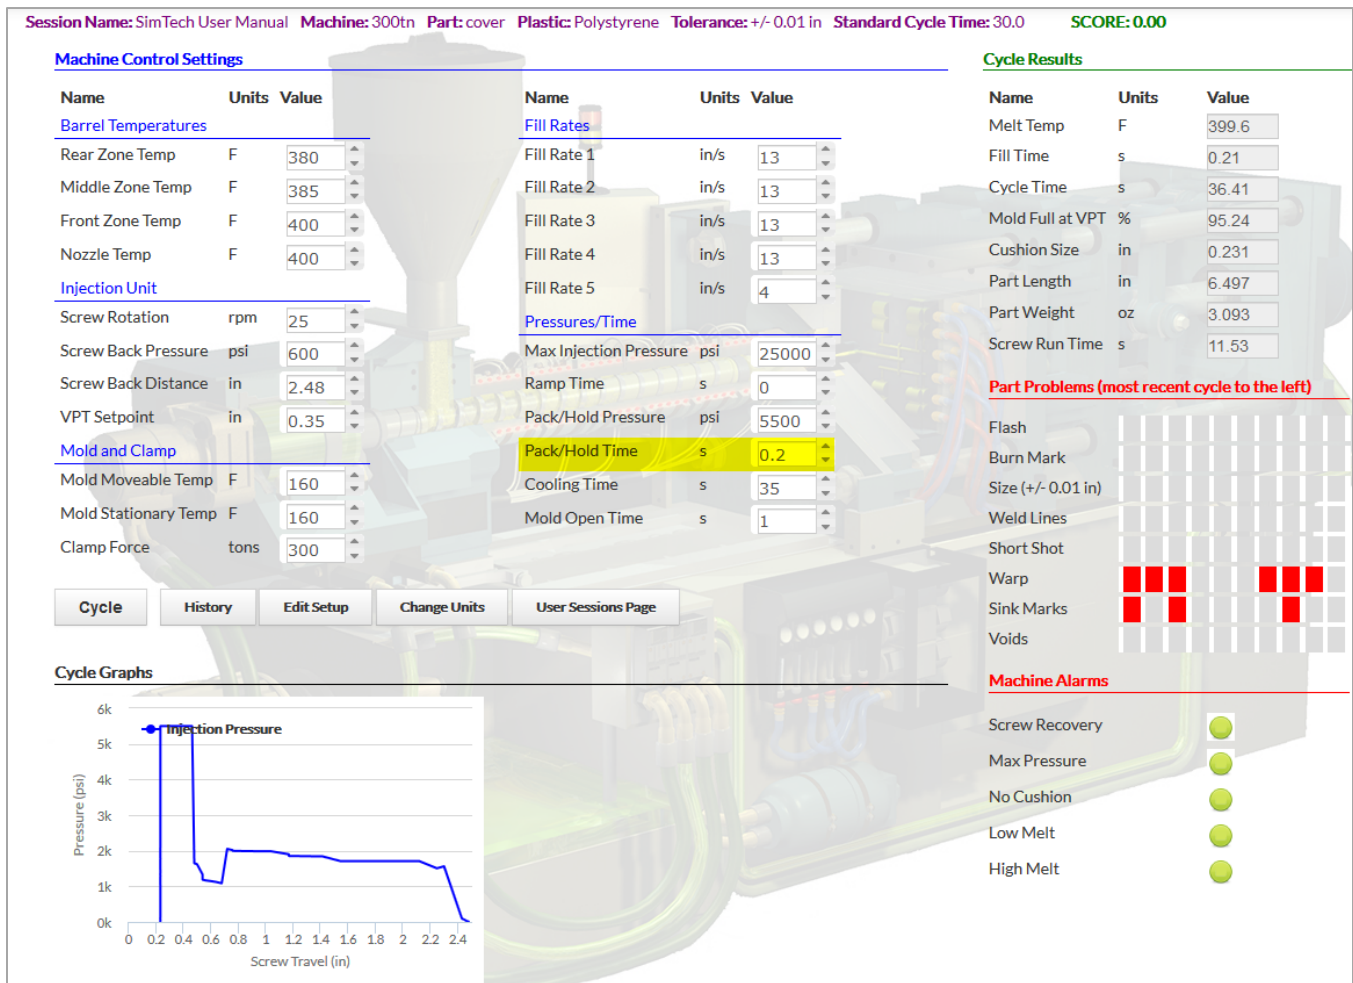 Session Name: SimTech User Manual Machine: 300tn Part: cover Plastic: Polystyrene Tolerance: +/- 0.01 in Standard Cycle Time: 30.0 SCORE: 0.00
Machine Control Settings
Name Units Value
Barrel Temperatures
Rear Zone Temp F 380
Middle Zone Temp F 385
Front Zone Temp F 400
Nozzle Temp F 400
Injection Unit
Screw Rotation rpm 25
Screw Back Pressure psi 600
Screw Back Distance in 2.48
VPT Setpoint in 0.35
Mold and Clamp
Mold Moveable Temp F 160
Mold Stationary Temp F 160
Clamp Force tons 300
Name Units Value
Fill Rates
Fill Rate 1 in/s 13
Fill Rate 2 in/s 13
Fill Rate 3 in/s 13
Fill Rate 4 in/s 13
Fill Rate 5 in/s 4
Pressures/Time
Max Injection Pressure psi 25000
Ramp Time s 0
Pack/Hold Pressure psi 5500
Pack/Hold Time s 0.2
Cooling Time s 35
Mold Open Time s 1
Cycle History Edit Setup Change Units User Sessions Page
Cycle Graphs
Injection Pressure
6k
5k
4k
3k
2k
1k
0k
Pressure (psi)
0 0.2 0.4 0.6 0.8 1 1.2 1.4 1.6 1.8 2 2.2 2.4
Screw Travel (in)
Cycle Results
Name Units Value
Melt Temp F 399.6
Fill Time s 0.21
Cycle Time s 36.41
Mold Full at VPT % 95.24
Cushion Size in 0.231
Part Length in 6.497
Part Weight oz 3.093
Screw Run Time s 11.53
Part Problems (most recent cycle to the left)
Flash
Burn Mark
Size (+/- 0.01 in)
Weld Lines
Short Shot
Warp
Sink Marks
Voids
Machine Alarms
Screw Recovery
Max Pressure
No Cushion
Low Melt
High Melt